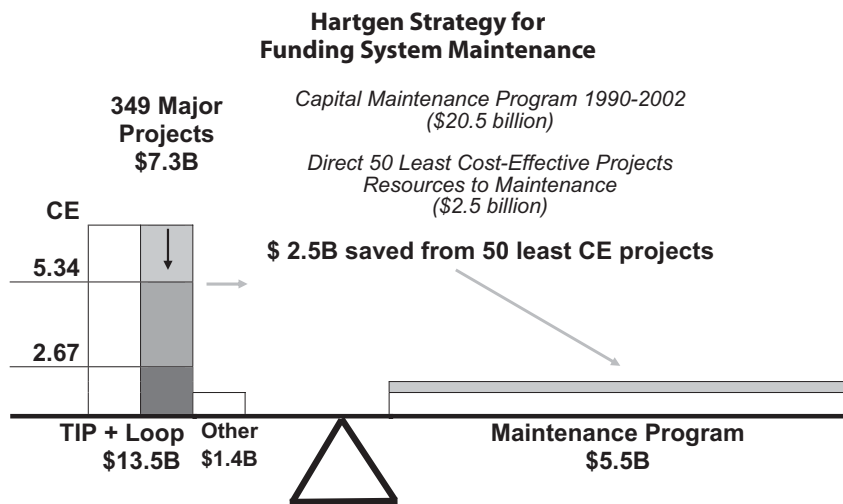 Hartgen Strategy for
Funding System Maintenance
349 Major
Projects
$7.3B
Capital Maintenance Program 1990-2002
($20.5 billion)
Direct 50 Least Cost-Effective Projects
Resources to Maintenance
($2.5 billion)
CE
$ 2.5B saved from 50 least CE projects
5.34
2.67
TIP + Loop
$13.5B
Other
$1.4B
Maintenance Program
$5.5B